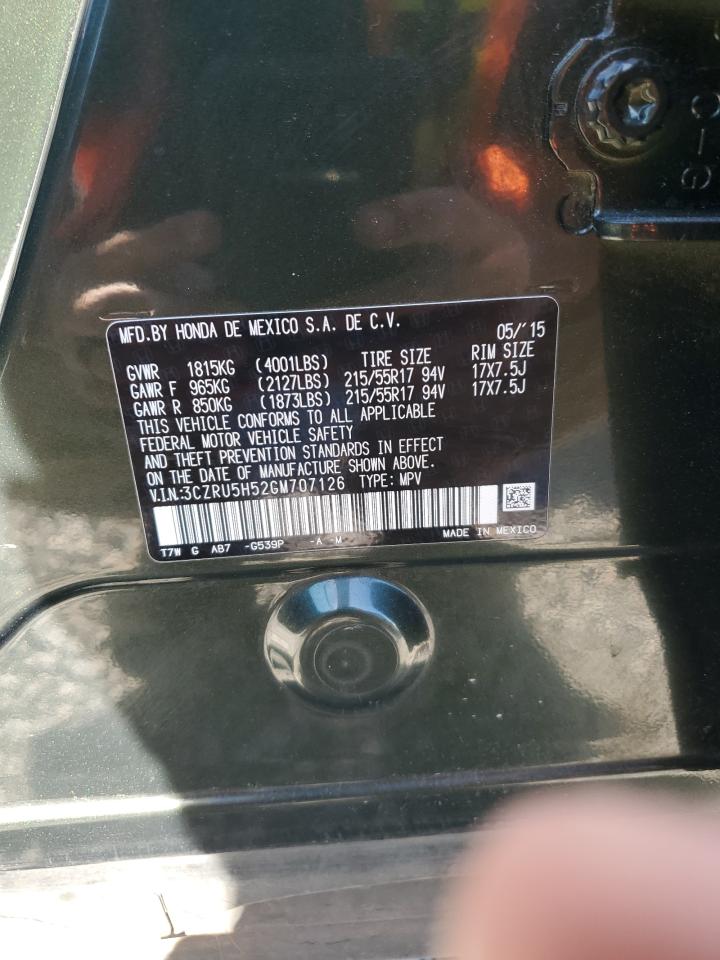 MFD.BY HONDA DE MEXICO S.A. DE C.V. 05/'15
GVWR 1815KG (4001LBS) TIRE SIZE RIM SIZE
GAWR F 965KG (2127LBS) 215/55R17 94V 17X7.5J
GAWR R 850KG (1873LBS) 215/55R17 94V 17X7.5J
THIS VEHICLE CONFORMS TO ALL APPLICABLE
FEDERAL MOTOR VEHICLE SAFETY
AND THEFT PREVENTION STANDARDS IN EFFECT
ON THE DATE OF MANUFACTURE SHOWN ABOVE.
V.I.N:3CZRU5H52GM707126 TYPE: MPV
T7W G AB7 -G539P -A -M- MADE IN MEXICO